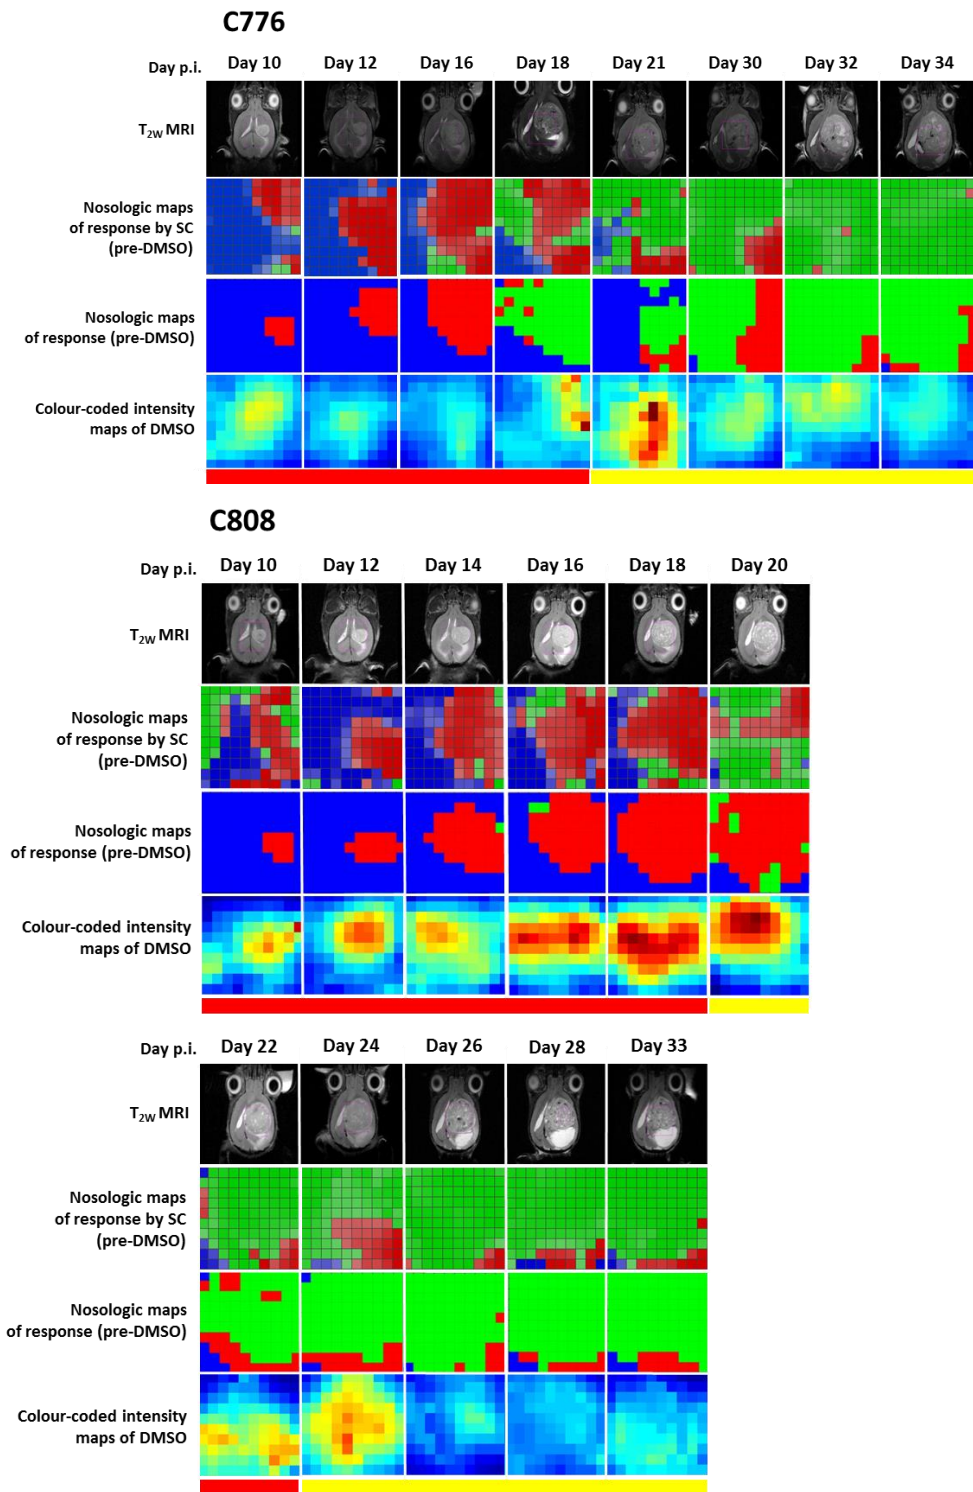 C776
Day p.i. Day 10 Day 12 Day 16 Day 18 Day 21 Day 30 Day 32 Day 34
T2W MRI
Nosologic maps
of response by SC
(pre-DMSO)
Nosologic maps
of response (pre-DMSO)
Colour-coded intensity
maps of DMSO
C808
Day p.i. Day 10 Day 12 Day 14 Day 16 Day 18 Day 20
T2W MRI
Nosologic maps
of response by SC
(pre-DMSO)
Nosologic maps
of response (pre-DMSO)
Colour-coded intensity
maps of DMSO
Day p.i. Day 22 Day 24 Day 26 Day 28 Day 33
T2W MRI
Nosologic maps
of response by SC
(pre-DMSO)
Nosologic maps
of response (pre-DMSO)
Colour-coded intensity
maps of DMSO